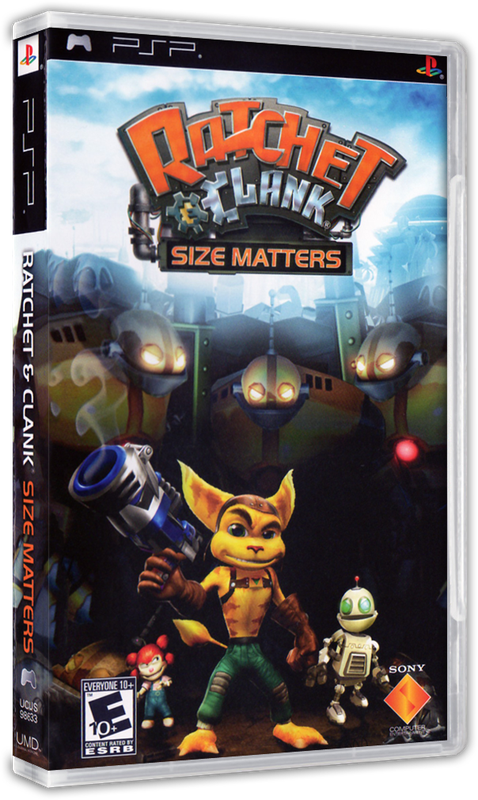 PSP
RATCHET & CLANK SIZE MATTERS
UCUS
98633
UMD
PSP
RATCHET
& CLANK
SIZE MATTERS
EVERYONE 10+
E
10+
CONTENT RATED BY
ESRB
SONY
COMPUTER